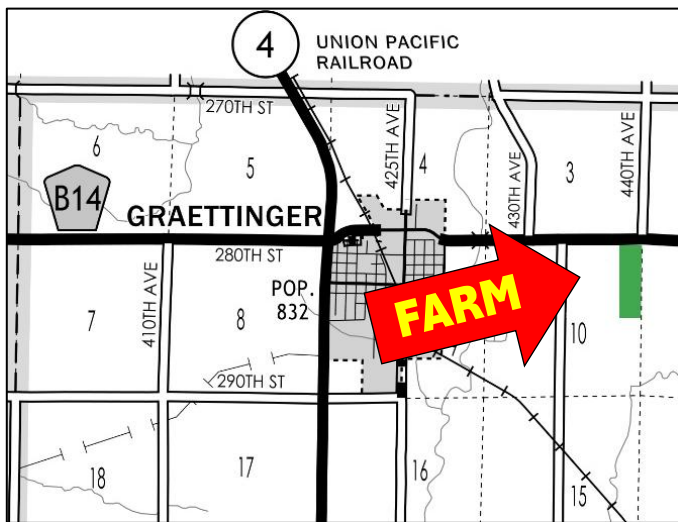 4
UNION PACIFIC
RAILROAD
270TH ST
425TH AVE
430TH AVE
440TH AVE
6
5
4
3
B14
GRAETTINGER
280TH ST
410TH AVE
POP.
832
FARM
7
8
10
290TH ST
18
17
16
15